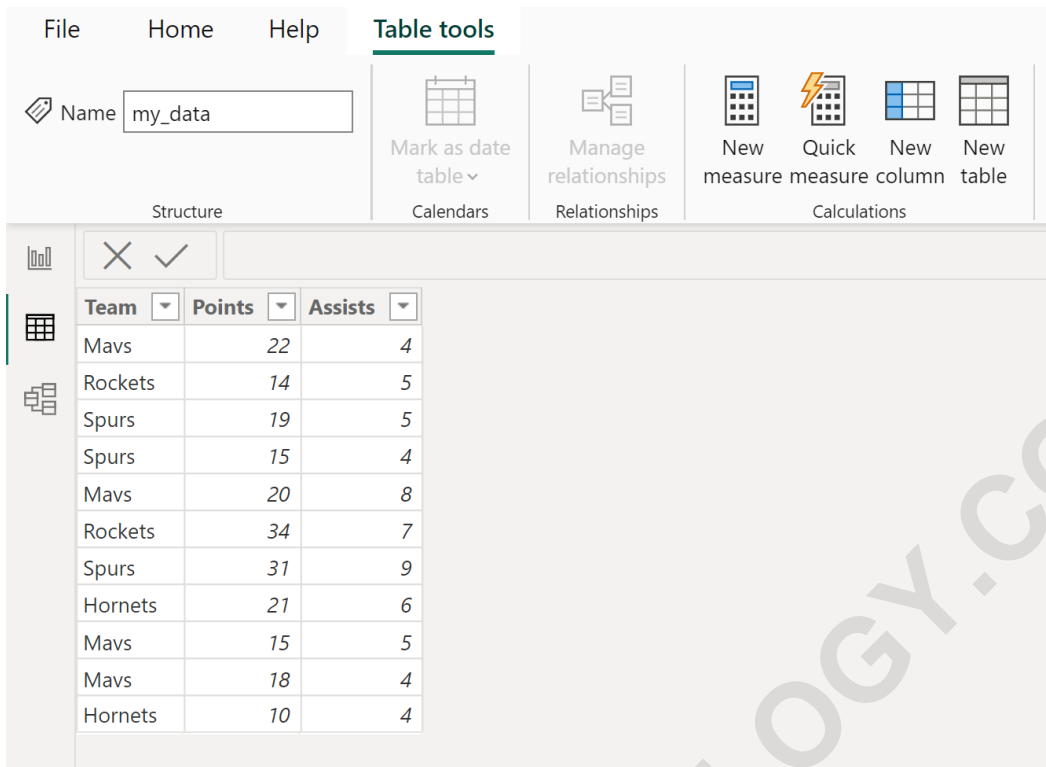 File Home Help Table tools
Name my_data
Mark as date table
Manage relationships
New measure
Quick measure
New column
New table
Structure Calendars Relationships Calculations
Team Points Assists
Mavs 22 4
Rockets 14 5
Spurs 19 5
Spurs 15 4
Mavs 20 8
Rockets 34 7
Spurs 31 9
Hornets 21 6
Mavs 15 5
Mavs 18 4
Hornets 10 4